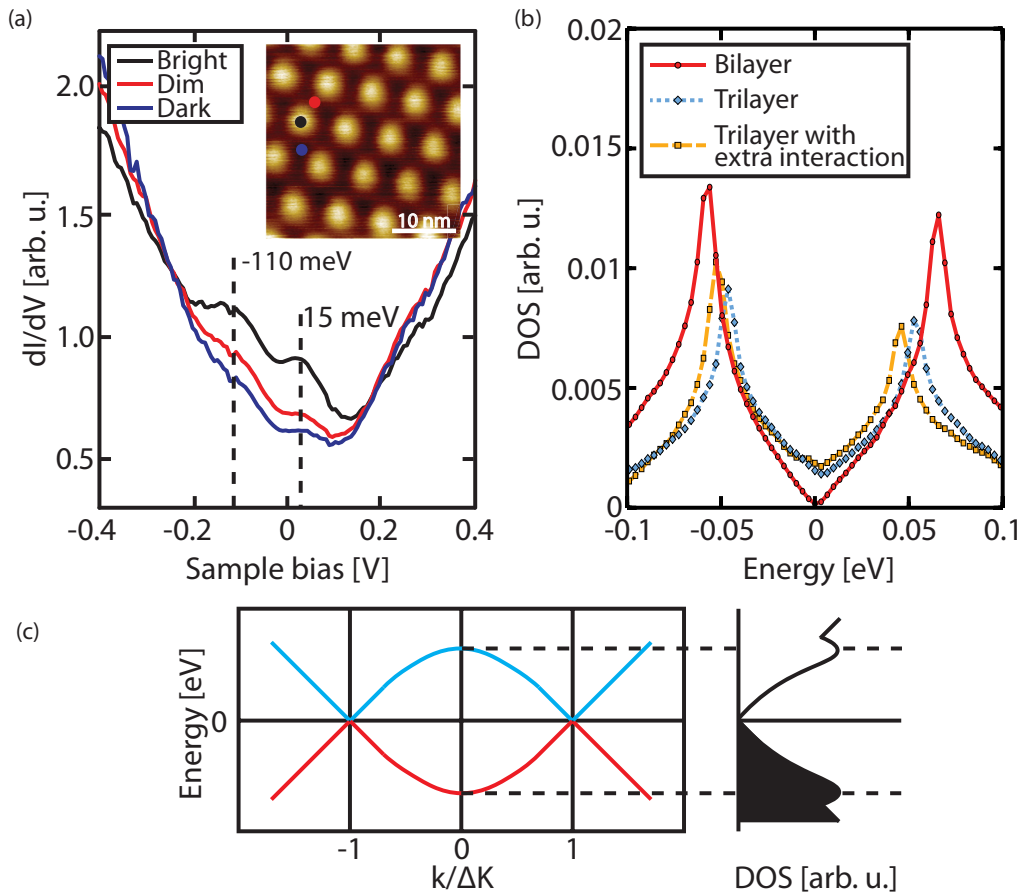 (a)
2.0
1.5
1.0
0.5
dI/dV [arb. u.]
Bright
Dim
Dark
10 nm
-110 meV
15 meV
-0.4
-0.2
0
0.2
0.4
Sample bias [V]
(b)
0.02
0.015
0.01
0.005
0
DOS [arb. u.]
Bilayer
Trilayer
Trilayer with
extra interaction
-0.1
-0.05
0
0.05
0.1
Energy [eV]
(c)
Energy [eV]
0
-1
0
1
k/ΔK
DOS [arb. u.]